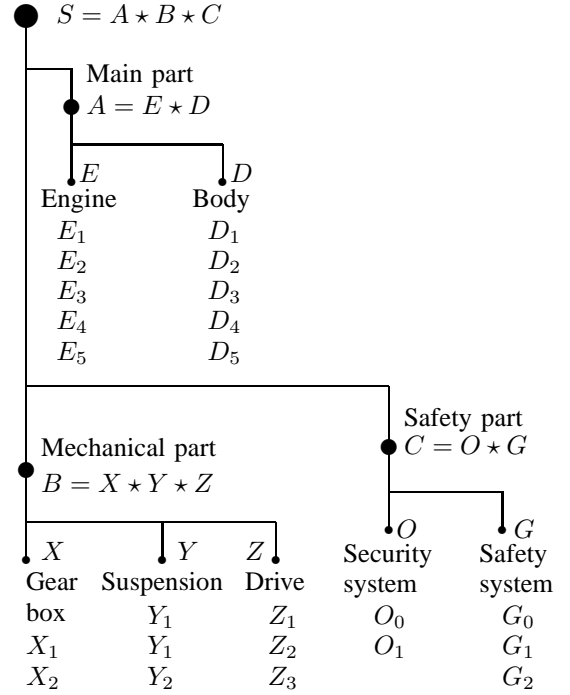 S = A ⋆ B ⋆ C
Main part
A = E ⋆ D
E D
Engine Body
E₁ D₁
E₂ D₂
E₃ D₃
E₄ D₄
E₅ D₅
Safety part
C = O ⋆ G
Mechanical part
B = X ⋆ Y ⋆ Z
O G
X Y Z
Security Safety
system system
Gear Suspension Drive
box Y₁ Z₁ O₀ G₀
X₁ Y₁ Z₂ O₁ G₁
X₂ Y₂ Z₃ G₂